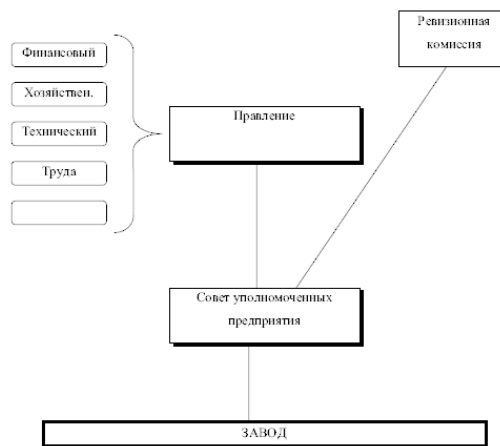 Ревизионная
комиссия
Финансовый
Хозяйствен.
Технический
Труда
Правление
Совет уполномоченных
предприятия
ЗАВОД